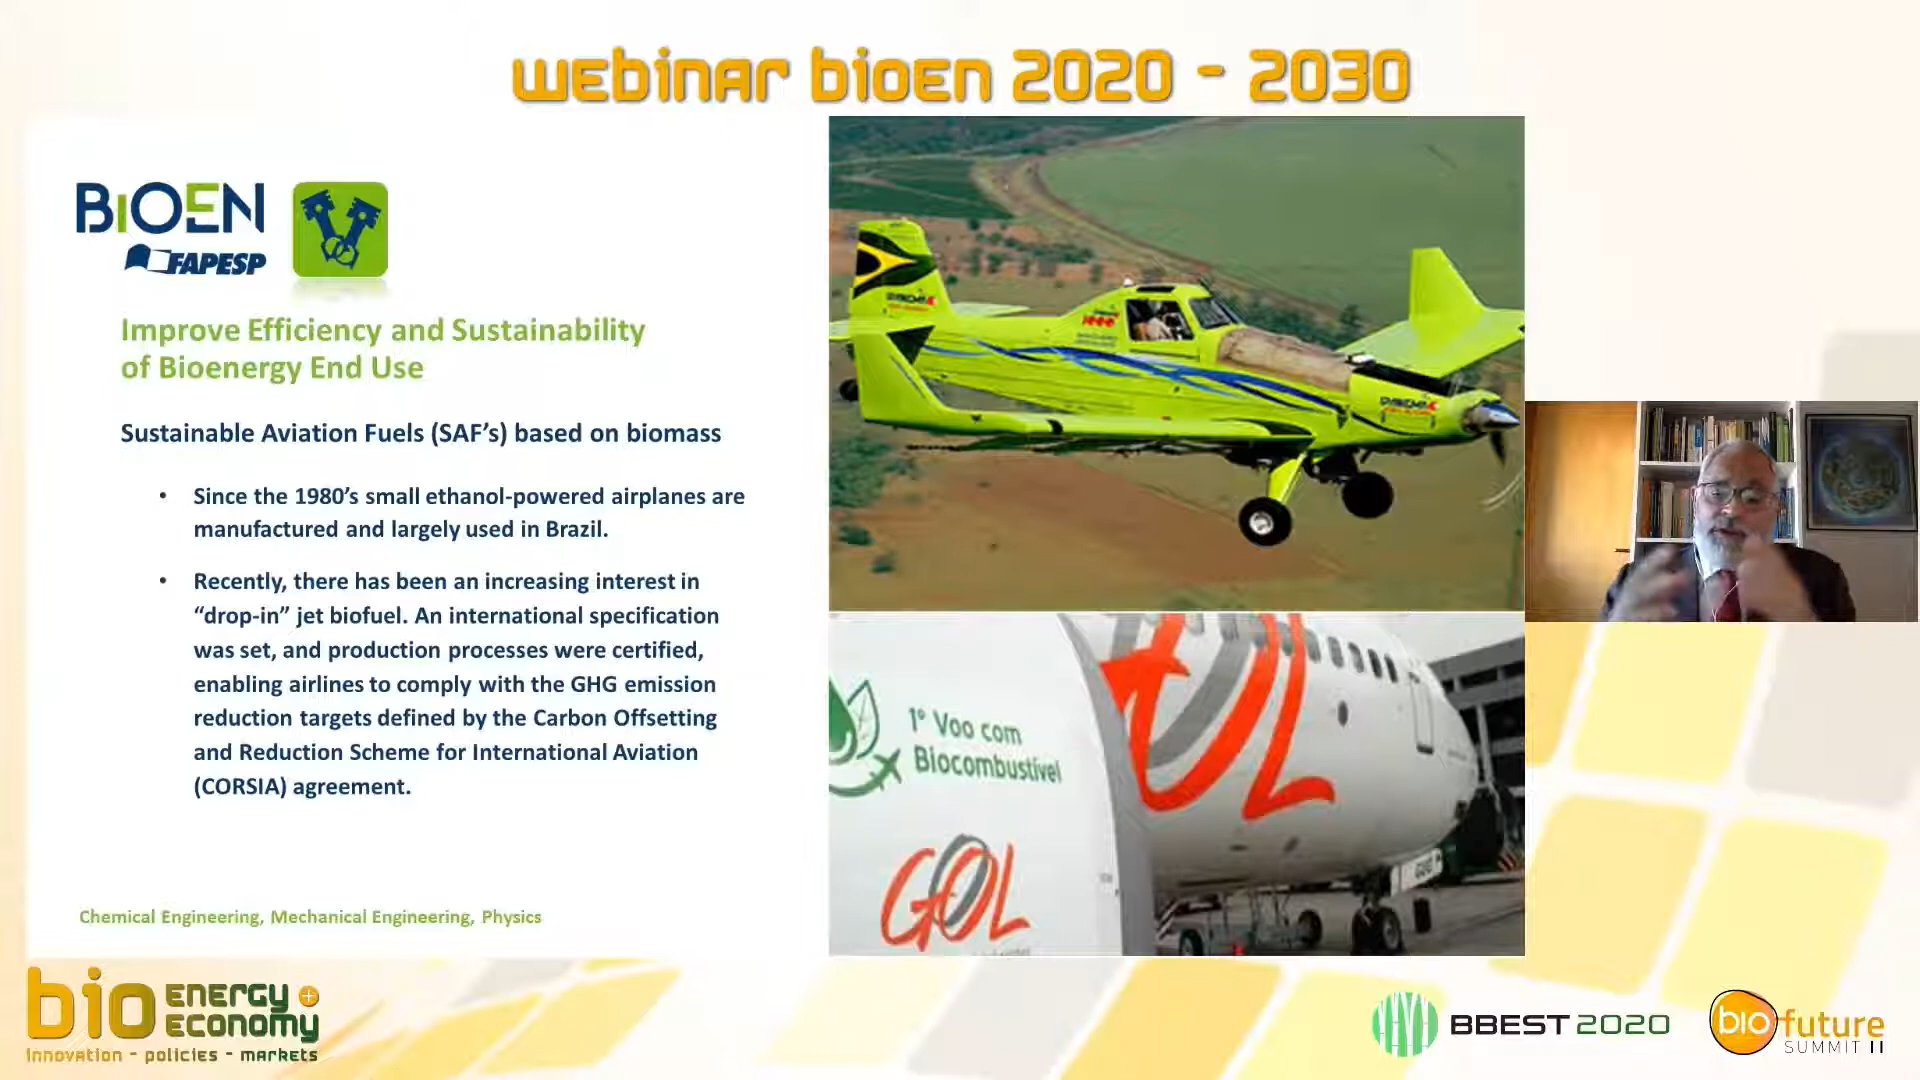 webinar bioen 2020 - 2030
BIOEN
FAPESP
Improve Efficiency and Sustainability
of Bioenergy End Use
Sustainable Aviation Fuels (SAF’s) based on biomass
• Since the 1980’s small ethanol-powered airplanes are
manufactured and largely used in Brazil.
• Recently, there has been an increasing interest in
“drop-in” jet biofuel. An international specification
was set, and production processes were certified,
enabling airlines to comply with the GHG emission
reduction targets defined by the Carbon Offsetting
and Reduction Scheme for International Aviation
(CORSIA) agreement.
Chemical Engineering, Mechanical Engineering, Physics
1º Voo com
Biocombustível
GOL
OL
bio ENERGY +
ECONOMY
innovation - policies - markets
BBEST 2020
biofuture
SUMMIT II